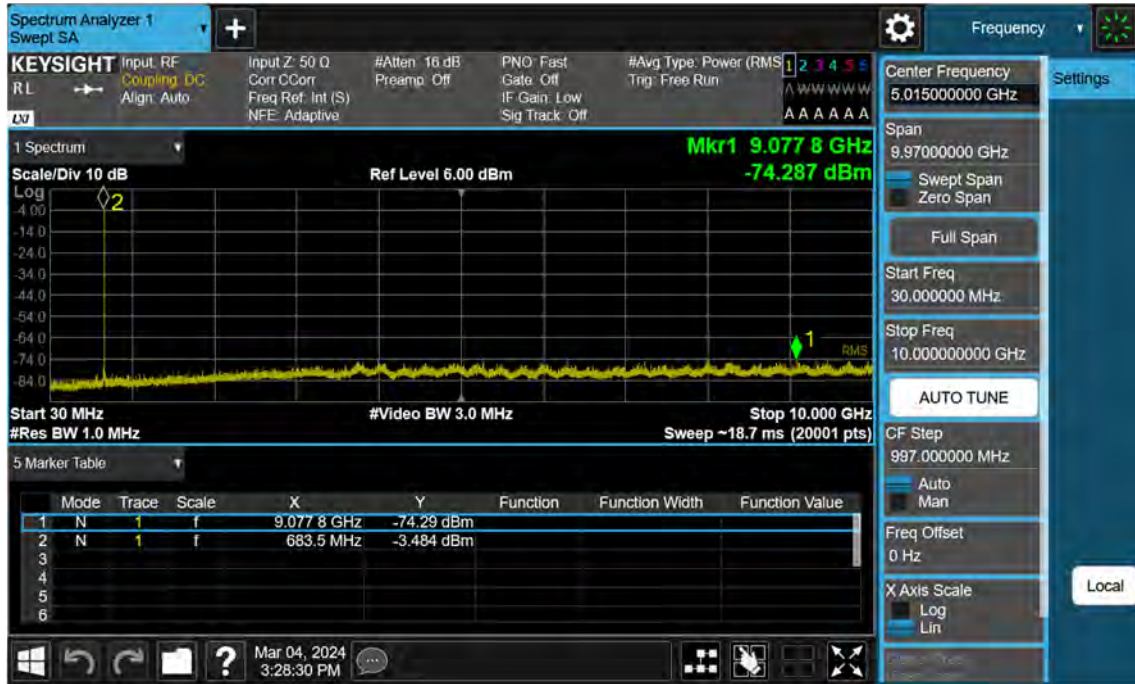 Spectrum Analyzer 1
Swept SA
+
Frequency
KEYSIGHT
RL
LXI
Input: RF
Coupling: DC
Align: Auto
Input Z: 50 Ω
Corr CCorr
Freq Ref: Int (S)
NFE: Adaptive
#Atten: 16 dB
Preamp: Off
PNO: Fast
Gate: Off
IF Gain: Low
Sig Track: Off
#Avg Type: Power (RMS
Trig: Free Run
1 2 3 4 5 6
A W W W W W
A A A A A A
1 Spectrum
Scale/Div 10 dB
Ref Level 6.00 dBm
Mkr1 9.077 8 GHz
-74.287 dBm
Log
-4.00
-14.0
-24.0
-34.0
-44.0
-54.0
-64.0
-74.0
-84.0
2
1
RMS
Start 30 MHz
#Video BW 3.0 MHz
Stop 10.000 GHz
#Res BW 1.0 MHz
Sweep ~18.7 ms (20001 pts)
5 Marker Table
Mode Trace Scale X Y Function Function Width Function Value
1 N 1 f 9.077 8 GHz -74.29 dBm
2 N 1 f 683.5 MHz -3.484 dBm
3
4
5
6
?
Mar 04, 2024
3:28:30 PM
Center Frequency
5.015000000 GHz
Settings
Span
9.97000000 GHz
Swept Span
Zero Span
Full Span
Start Freq
30.000000 MHz
Stop Freq
10.000000000 GHz
AUTO TUNE
CF Step
997.000000 MHz
Auto
Man
Freq Offset
0 Hz
X Axis Scale
Log
Lin
Local